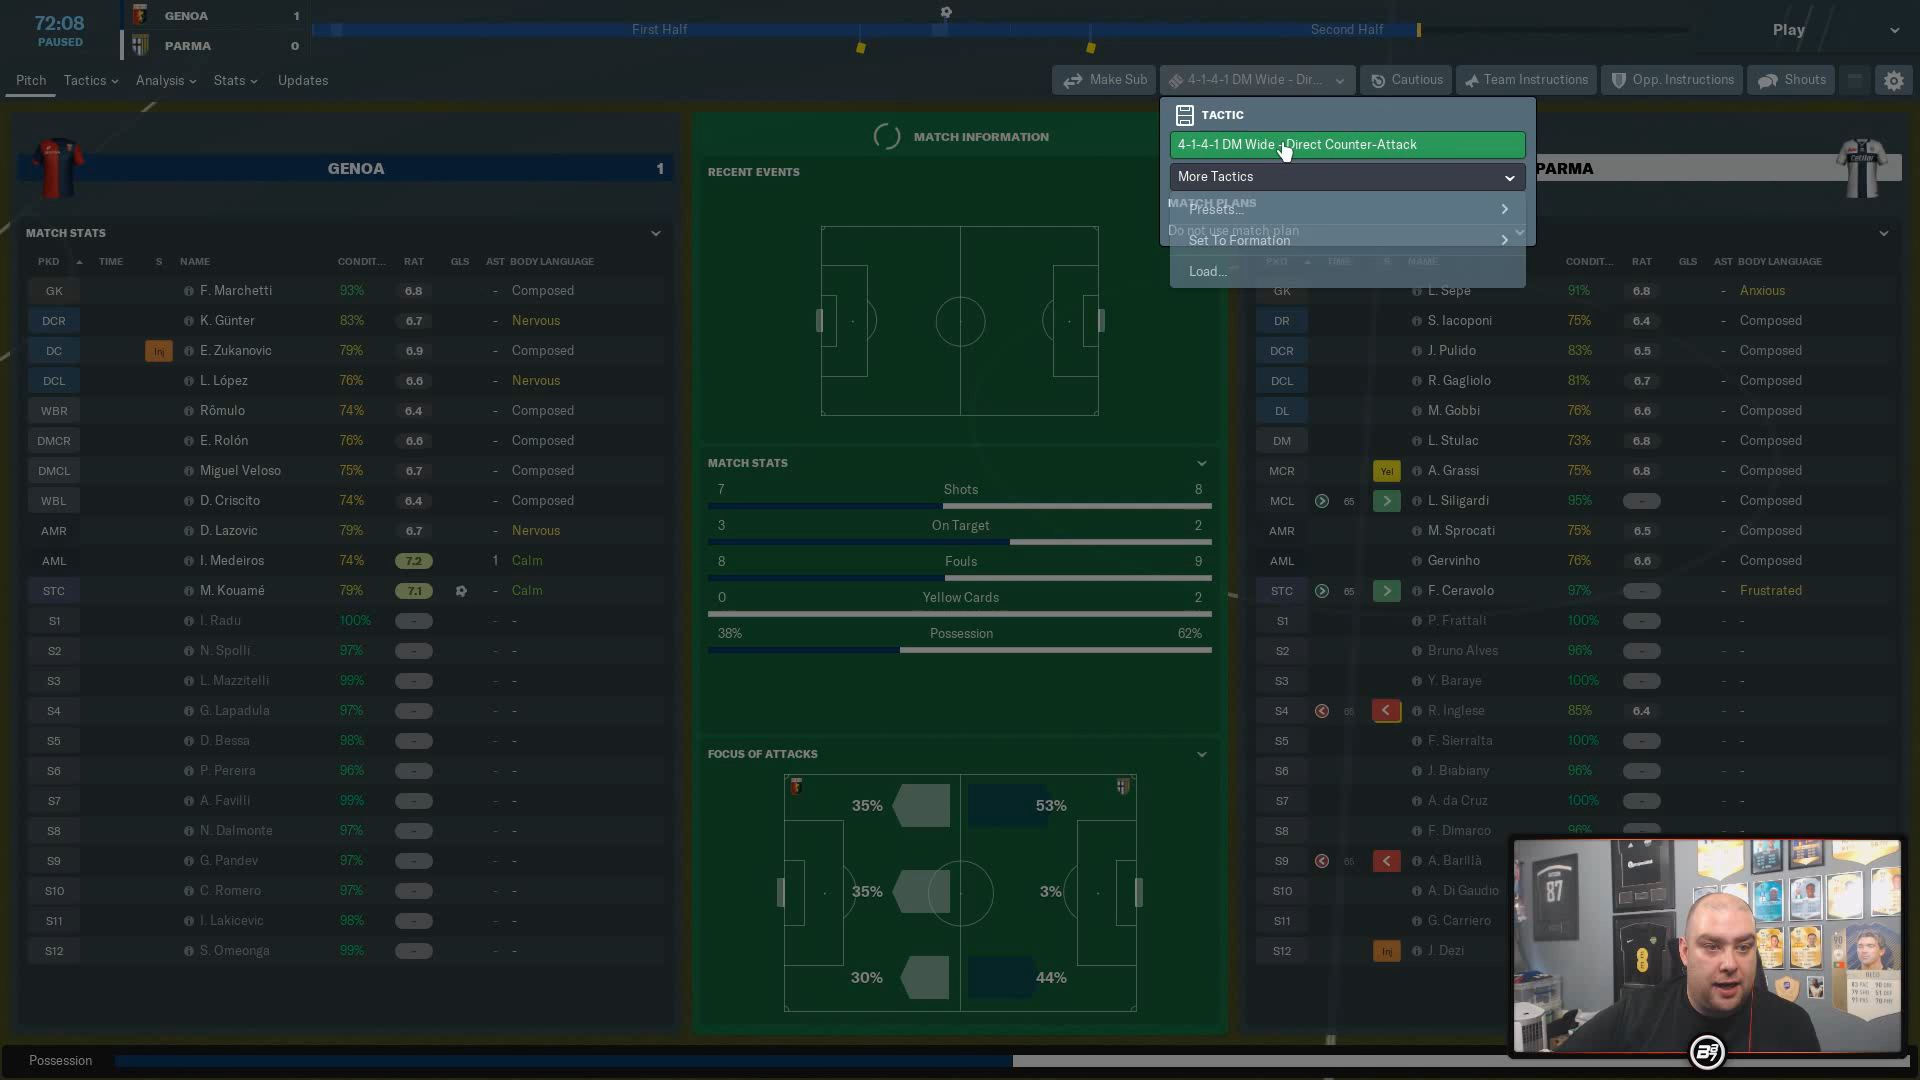 72:08
PAUSED
GENOA 1
PARMA 0
First Half
Second Half
Play
Pitch Tactics Analysis Stats Updates
Make Sub 4-1-4-1 DM Wide - Dir... Cautious Team Instructions Opp. Instructions Shouts
TACTIC
4-1-4-1 DM Wide - Direct Counter-Attack
More Tactics
MATCH PLANS
Presets...
Do not use match plan
Set To Formation
Load...
GENOA 1
MATCH STATS
PKD TIME S NAME CONDIT... RAT GLS AST BODY LANGUAGE
GK F. Marchetti 93% 6.8 - Composed
DCR K. Günter 83% 6.7 - Nervous
DC Inj E. Zukanovic 79% 6.9 - Composed
DCL L. López 76% 6.6 - Nervous
WBR Rômulo 74% 6.4 - Composed
DMCR E. Rolón 76% 6.6 - Composed
DMCL Miguel Veloso 75% 6.7 - Composed
WBL D. Criscito 74% 6.4 - Composed
AMR D. Lazovic 79% 6.7 - Nervous
AML I. Medeiros 74% 7.2 1 Calm
STC M. Kouamé 79% 7.1 - Calm
S1 I. Radu 100% - - -
S2 N. Spolli 97% - - -
S3 L. Mazzitelli 99% - - -
S4 G. Lapadula 97% - - -
S5 D. Bessa 98% - - -
S6 P. Pereira 96% - - -
S7 A. Favilli 99% - - -
S8 N. Dalmonte 97% - - -
S9 G. Pandev 97% - - -
S10 C. Romero 97% - - -
S11 I. Lakicevic 98% - - -
S12 S. Omeonga 99% - - -
MATCH INFORMATION
RECENT EVENTS
MATCH STATS
7 Shots 8
3 On Target 2
8 Fouls 9
0 Yellow Cards 2
38% Possession 62%
FOCUS OF ATTACKS
35% 53%
35% 3%
30% 44%
PARMA
PKD TIME S NAME CONDIT... RAT GLS AST BODY LANGUAGE
GK L. Sepe 91% 6.8 - Anxious
DR S. Iacoponi 75% 6.4 - Composed
DCR J. Pulido 83% 6.5 - Composed
DCL R. Gagliolo 81% 6.7 - Composed
DL M. Gobbi 76% 6.6 - Composed
DM L. Stulac 73% 6.8 - Composed
MCR Yel A. Grassi 75% 6.8 - Composed
MCL 65 L. Siligardi 95% - - Composed
AMR M. Sprocati 75% 6.5 - Composed
AML Gervinho 76% 6.6 - Composed
STC 65 F. Ceravolo 97% - - Frustrated
S1 P. Frattali 100% - - -
S2 Bruno Alves 96% - - -
S3 Y. Baraye 100% - - -
S4 65 R. Inglese 85% 6.4 - -
S5 F. Sierralta 100% - - -
S6 J. Biabiany 96% - - -
S7 A. da Cruz 100% - - -
S8 F. Dimarco 96%
S9 65 A. Barillà
S10 A. Di Gaudio
S11 G. Carriero
S12 Inj J. Dezi
87
Possession